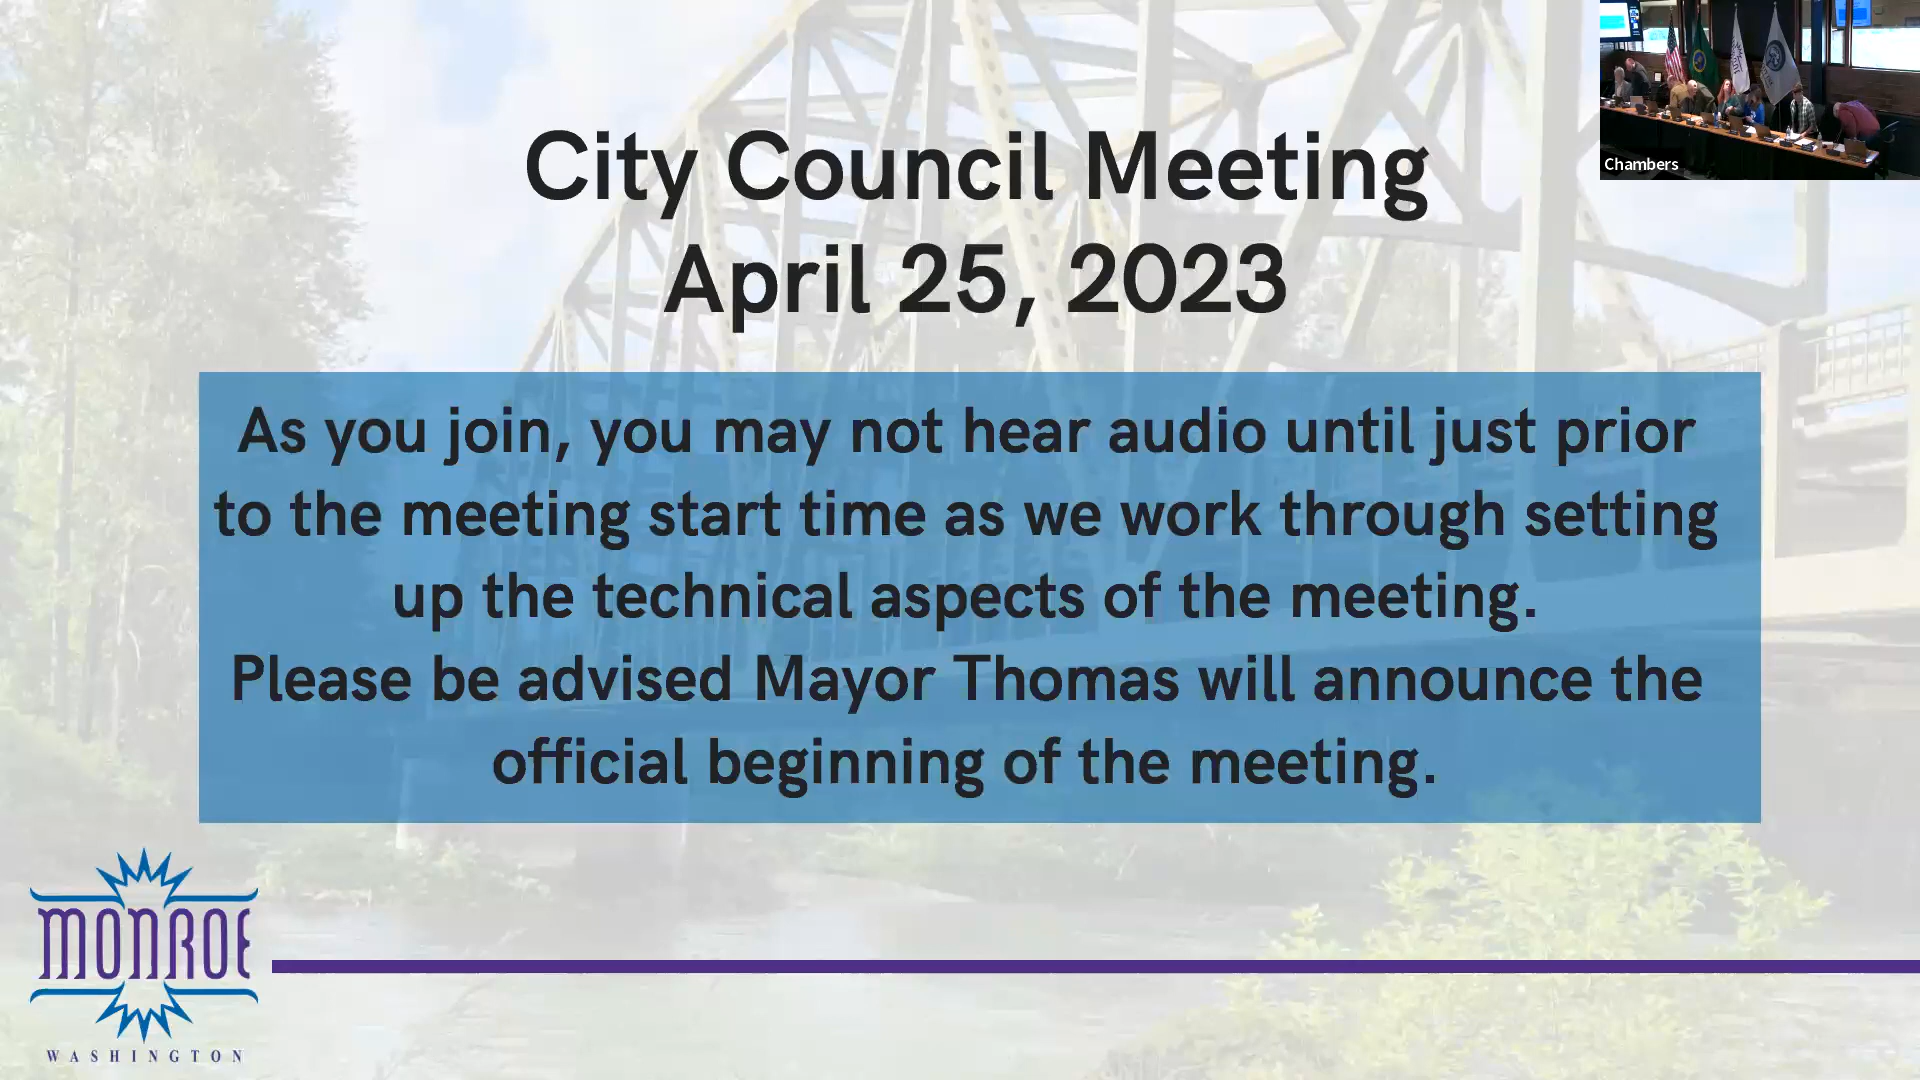 City Council Meeting
April 25, 2023
Chambers
As you join, you may not hear audio until just prior
to the meeting start time as we work through setting
up the technical aspects of the meeting.
Please be advised Mayor Thomas will announce the
official beginning of the meeting.
MONROE
WASHINGTON